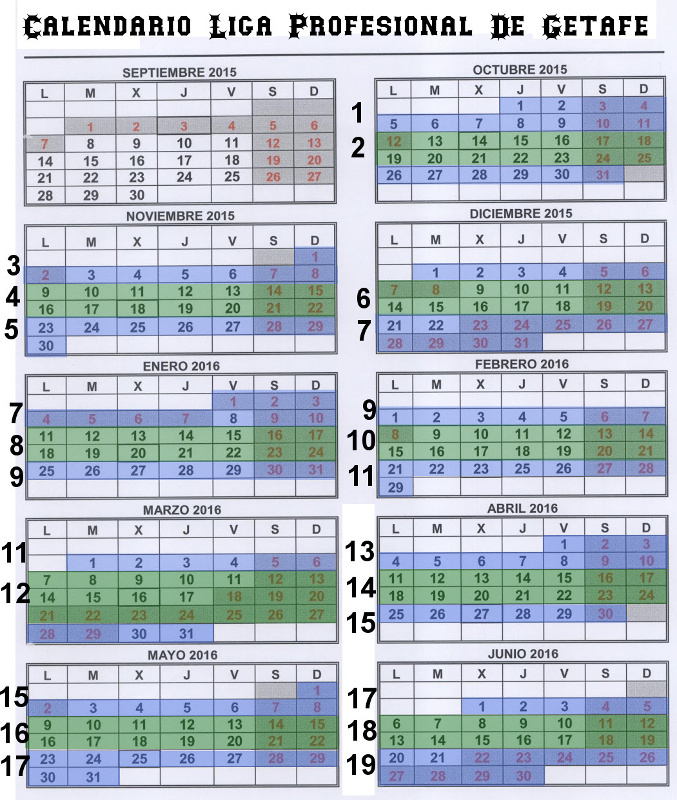 Calendario Liga Profesional De Getafe
SEPTIEMBRE 2015
L M X J V S D
1 2 3 4 5 6
7 8 9 10 11 12 13
14 15 16 17 18 19 20
21 22 23 24 25 26 27
28 29 30
OCTUBRE 2015
L M X J V S D
1
1 2 3 4
5 6 7 8 9 10 11
2
12 13 14 15 16 17 18
19 20 21 22 23 24 25
26 27 28 29 30 31
NOVIEMBRE 2015
L M X J V S D
3
1
2 3 4 5 6 7 8
4
9 10 11 12 13 14 15
16 17 18 19 20 21 22
5
23 24 25 26 27 28 29
30
DICIEMBRE 2015
L M X J V S D
1 2 3 4 5 6
6
7 8 9 10 11 12 13
14 15 16 17 18 19 20
7
21 22 23 24 25 26 27
28 29 30 31
ENERO 2016
L M X J V S D
7
1 2 3
4 5 6 7 8 9 10
8
11 12 13 14 15 16 17
18 19 20 21 22 23 24
9
25 26 27 28 29 30 31
FEBRERO 2016
L M X J V S D
9
1 2 3 4 5 6 7
10
8 9 10 11 12 13 14
15 16 17 18 19 20 21
11
21 22 23 25 26 27 28
29
MARZO 2016
L M X J V S D
11
1 2 3 4 5 6
12
7 8 9 10 11 12 13
14 15 16 17 18 19 20
21 22 23 24 25 26 27
28 29 30 31
ABRIL 2016
L M X J V S D
13
1 2 3
4 5 6 7 8 9 10
14
11 12 13 14 15 16 17
18 19 20 21 22 23 24
15
25 26 27 28 29 30
MAYO 2016
L M X J V S D
15
1
2 3 4 5 6 7 8
16
9 10 11 12 13 14 15
16 17 18 19 20 21 22
17
23 24 25 26 27 28 29
30 31
JUNIO 2016
L M X J V S D
17
1 2 3 4 5
18
6 7 8 9 10 11 12
13 14 15 16 17 18 19
19
20 21 22 23 24 25 26
27 28 29 30